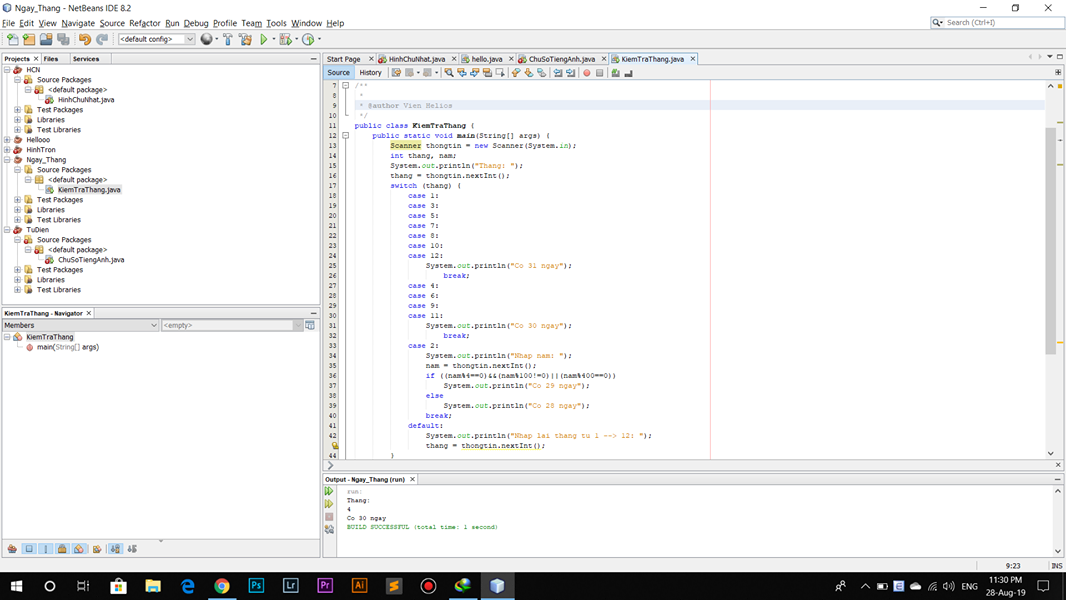 Ngay_Thang - NetBeans IDE 8.2
File Edit View Navigate Source Refactor Run Debug Profile Team Tools Window Help
Search (Ctrl+I)
<default config>
Projects Files Services
HCN
Source Packages
<default package>
HinhChuNhat.java
Test Packages
Libraries
Test Libraries
Hellooo
HinhTron
Ngay_Thang
Source Packages
<default package>
KiemTraThang.java
Test Packages
Libraries
Test Libraries
TuDien
Source Packages
<default package>
ChuSoTiengAnh.java
Test Packages
Libraries
Test Libraries
KiemTraThang - Navigator
Members <empty>
KiemTraThang
main(String[] args)
Start Page HinhChuNhat.java hello.java ChuSoTiengAnh.java KiemTraThang.java
Source History
7 /**
8 *
9 * @author Vien Helios
10 */
11 public class KiemTraThang {
12 public static void main(String[] args) {
13 Scanner thongtin = new Scanner(System.in);
14 int thang, nam;
15 System.out.println("Thang: ");
16 thang = thongtin.nextInt();
17 switch (thang) {
18 case 1:
19 case 3:
20 case 5:
21 case 7:
22 case 8:
23 case 10:
24 case 12:
25 System.out.println("Co 31 ngay");
26 break;
27 case 4:
28 case 6:
29 case 9:
30 case 11:
31 System.out.println("Co 30 ngay");
32 break;
33 case 2:
34 System.out.println("Nhap nam: ");
35 nam = thongtin.nextInt();
36 if ((nam%4==0)&&(nam%100!=0)||(nam%400==0))
37 System.out.println("Co 29 ngay");
38 else
39 System.out.println("Co 28 ngay");
40 break;
41 default:
42 System.out.println("Nhap lai thang tu 1 --> 12: ");
thang = thongtin.nextInt();
44 }
Output - Ngay_Thang (run)
run:
Thang:
4
Co 30 ngay
BUILD SUCCESSFUL (total time: 1 second)
9:23 INS
Ps Lr Pr Ai
ENG
11:30 PM
28-Aug-19